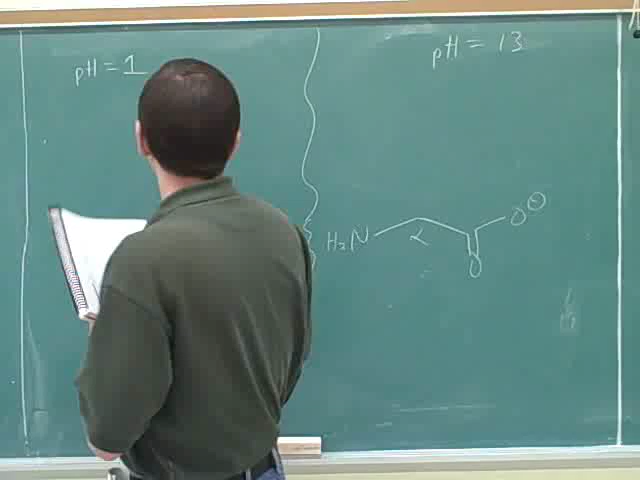 pH = 1
pH = 13
H₂N
α
O⊖
O